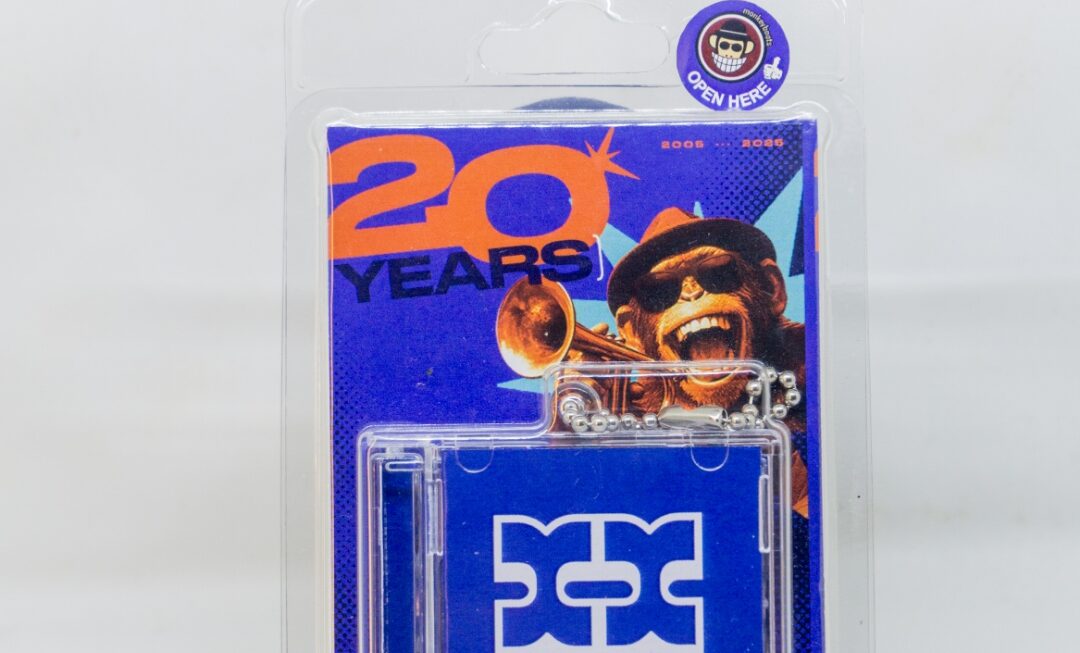 monkeybeats
OPEN HERE
20
2005 ... 2025
YEARS